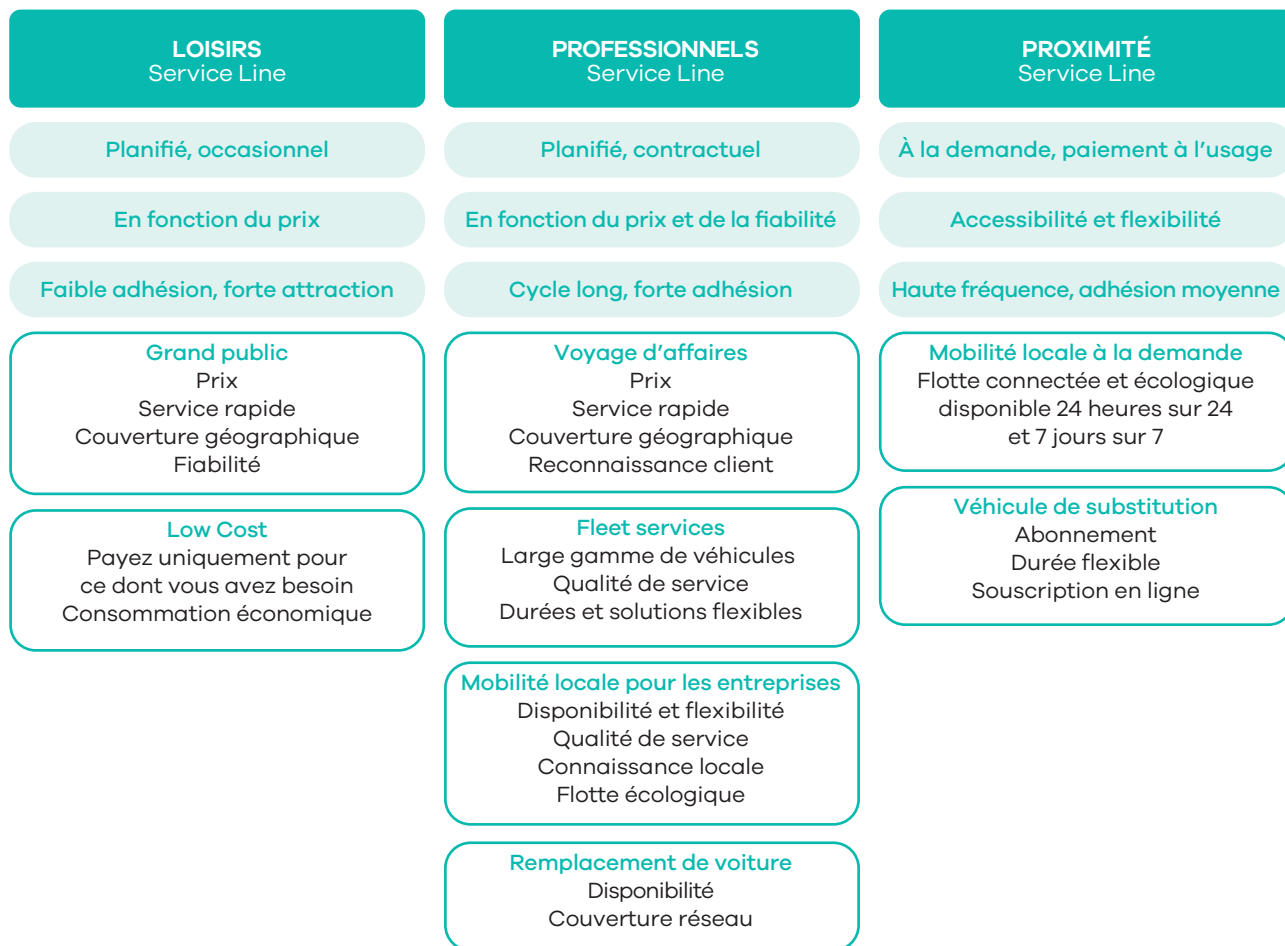 LOISIRS
Service Line
Planifié, occasionnel
En fonction du prix
Faible adhésion, forte attraction
Grand public
Prix
Service rapide
Couverture géographique
Fiabilité
Low Cost
Payez uniquement pour
ce dont vous avez besoin
Consommation économique
PROFESSIONNELS
Service Line
Planifié, contractuel
En fonction du prix et de la fiabilité
Cycle long, forte adhésion
Voyage d’affaires
Prix
Service rapide
Couverture géographique
Reconnaissance client
Fleet services
Large gamme de véhicules
Qualité de service
Durées et solutions flexibles
Mobilité locale pour les entreprises
Disponibilité et flexibilité
Qualité de service
Connaissance locale
Flotte écologique
Remplacement de voiture
Disponibilité
Couverture réseau
PROXIMITÉ
Service Line
À la demande, paiement à l’usage
Accessibilité et flexibilité
Haute fréquence, adhésion moyenne
Mobilité locale à la demande
Flotte connectée et écologique
disponible 24 heures sur 24
et 7 jours sur 7
Véhicule de substitution
Abonnement
Durée flexible
Souscription en ligne